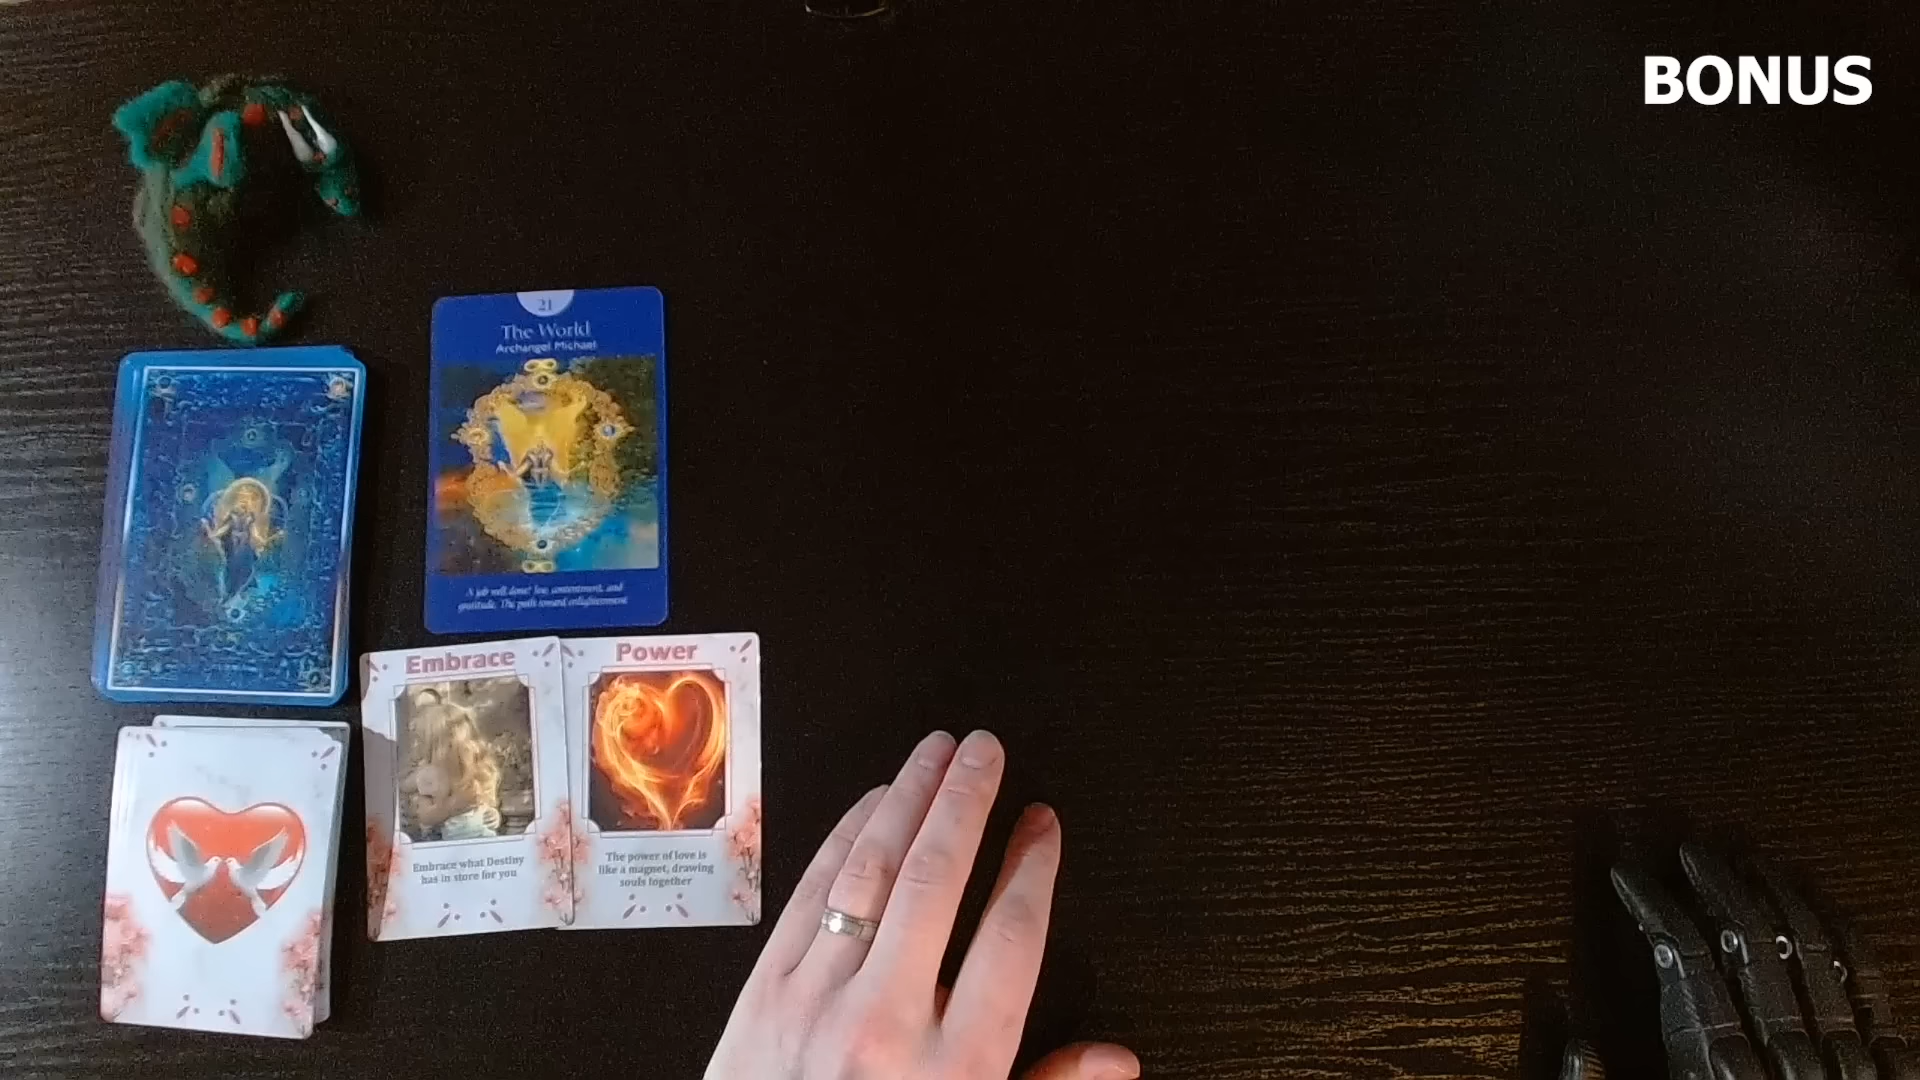 BONUS
21
The World
Archangel Michael
A job well done! Joy, contentment, and
gratitude. The path toward enlightenment.
Embrace
Embrace what Destiny
has in store for you
Power
The power of love is
like a magnet, drawing
souls together